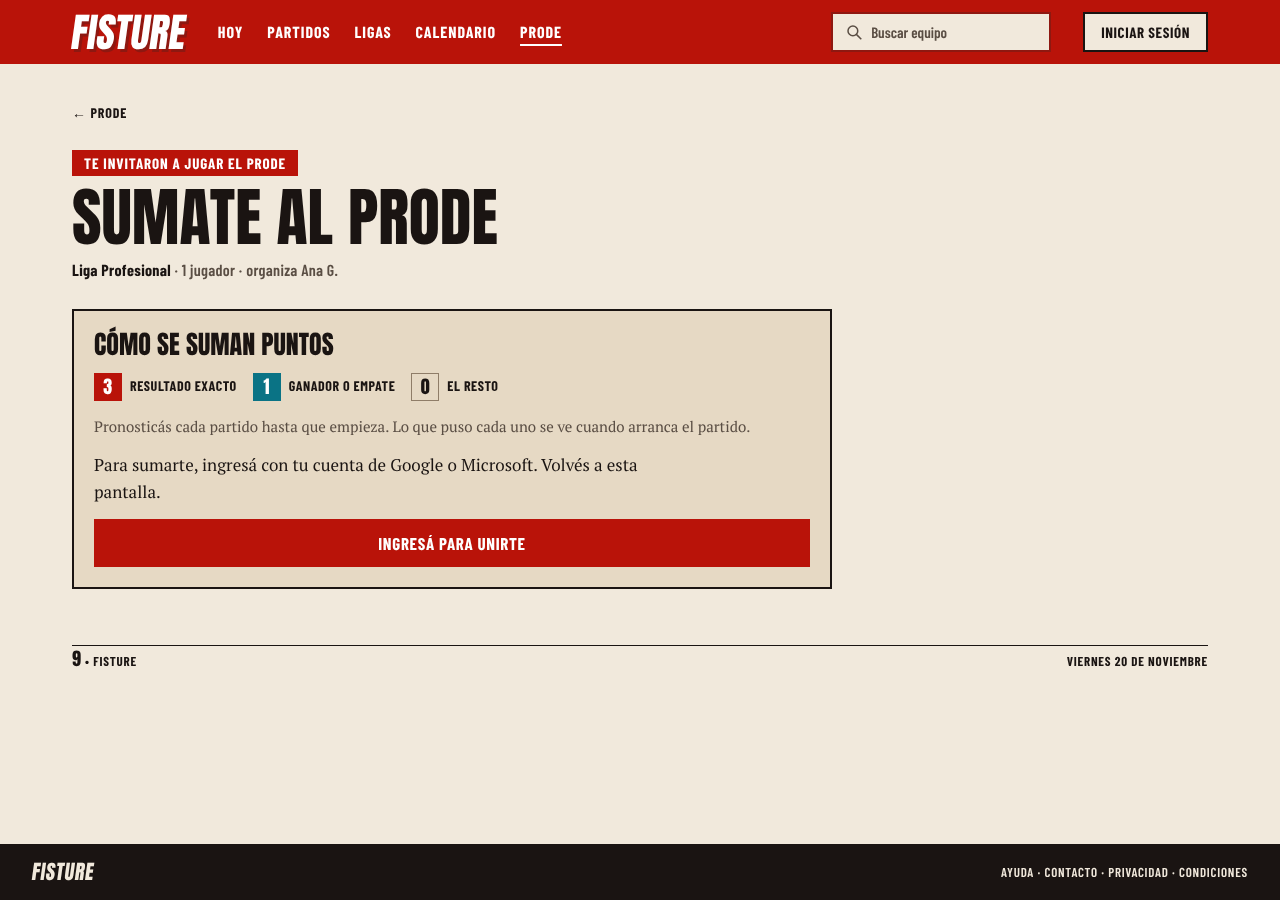 FISTURE
HOY PARTIDOS LIGAS CALENDARIO PRODE
Buscar equipo
INICIAR SESIÓN
← PRODE
TE INVITARON A JUGAR EL PRODE
SUMATE AL PRODE
Liga Profesional · 1 jugador · organiza Ana G.
CÓMO SE SUMAN PUNTOS
3 RESULTADO EXACTO 1 GANADOR O EMPATE 0 EL RESTO
Pronosticás cada partido hasta que empieza. Lo que puso cada uno se ve cuando arranca el partido.
Para sumarte, ingresá con tu cuenta de Google o Microsoft. Volvés a esta
pantalla.
INGRESÁ PARA UNIRTE
9 • FISTURE
VIERNES 20 DE NOVIEMBRE
FISTURE
AYUDA · CONTACTO · PRIVACIDAD · CONDICIONES